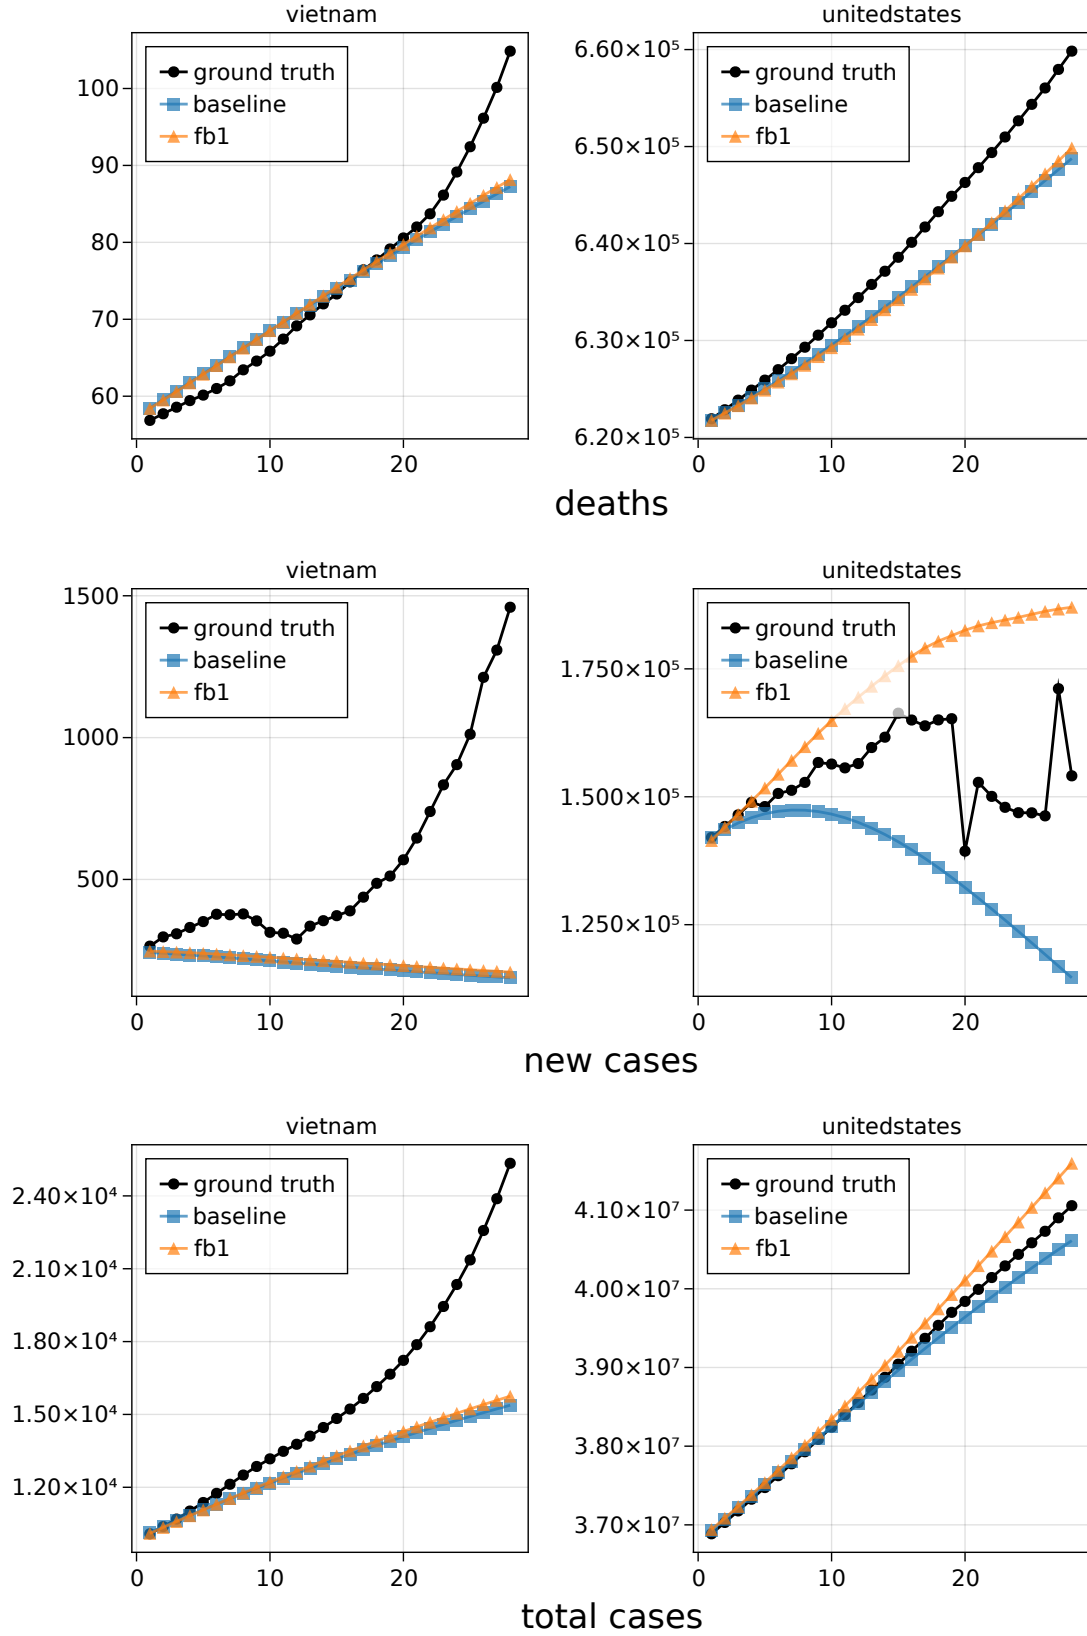 vietnam
unitedstates
ground truth
baseline
fb1
100
90
80
70
60
0
10
20
ground truth
baseline
fb1
6.60×10⁵
6.50×10⁵
6.40×10⁵
6.30×10⁵
6.20×10⁵
0
10
20
deaths
vietnam
unitedstates
ground truth
baseline
fb1
1500
1000
500
0
10
20
ground truth
baseline
fb1
1.750×10⁵
1.500×10⁵
1.250×10⁵
0
10
20
new cases
vietnam
unitedstates
ground truth
baseline
fb1
2.40×10⁴
2.10×10⁴
1.80×10⁴
1.50×10⁴
1.20×10⁴
0
10
20
ground truth
baseline
fb1
4.10×10⁷
4.00×10⁷
3.90×10⁷
3.80×10⁷
3.70×10⁷
0
10
20
total cases